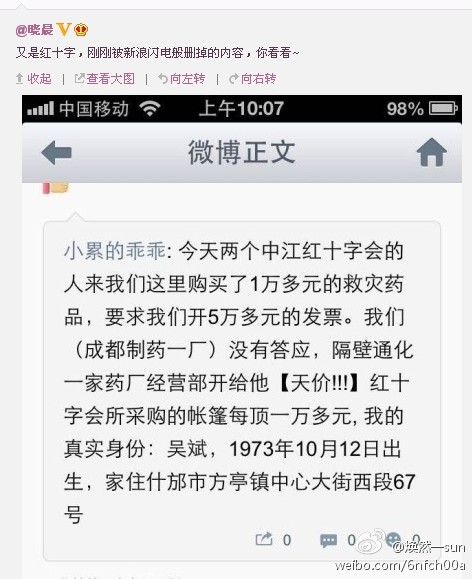 @晓晨
又是红十字，刚刚被新浪闪电般删掉的内容，你看看~
收起 | 查看大图 | 向左转 | 向右转
中国移动 上午10:07 98%
微博正文
小累的乖乖: 今天两个中江红十字会的
人来我们这里购买了1万多元的救灾药
品，要求我们开5万多元的发票。我们
（成都制药一厂）没有答应，隔壁通化
一家药厂经营部开给他【天价!!!】红十
字会所采购的帐篷每顶一万多元, 我的
真实身份：吴斌，1973年10月12日出
生，家住什邡市方亭镇中心大街西段67
号
0 0 0
@焕然一sun
weibo.com/6nfch00a